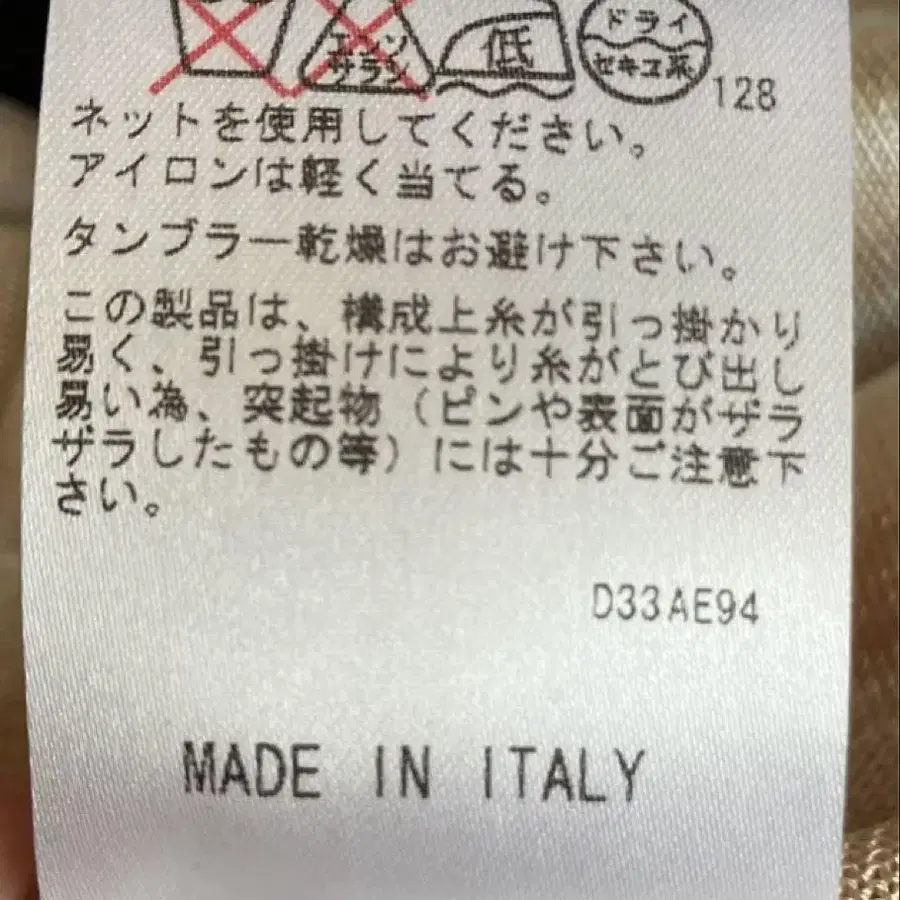 エンソ
サラシ
低
ドライ
セキユ系
128
ネットを使用してください。
アイロンは軽く当てる。
タンブラー乾燥はお避け下さい。
この製品は、構成上糸が引っ掛かり
易く、引っ掛けにより糸がとび出し
易い為、突起物（ピンや表面がザラ
ザラしたもの等）には十分ご注意下
さい。
D33AE94
MADE IN ITALY